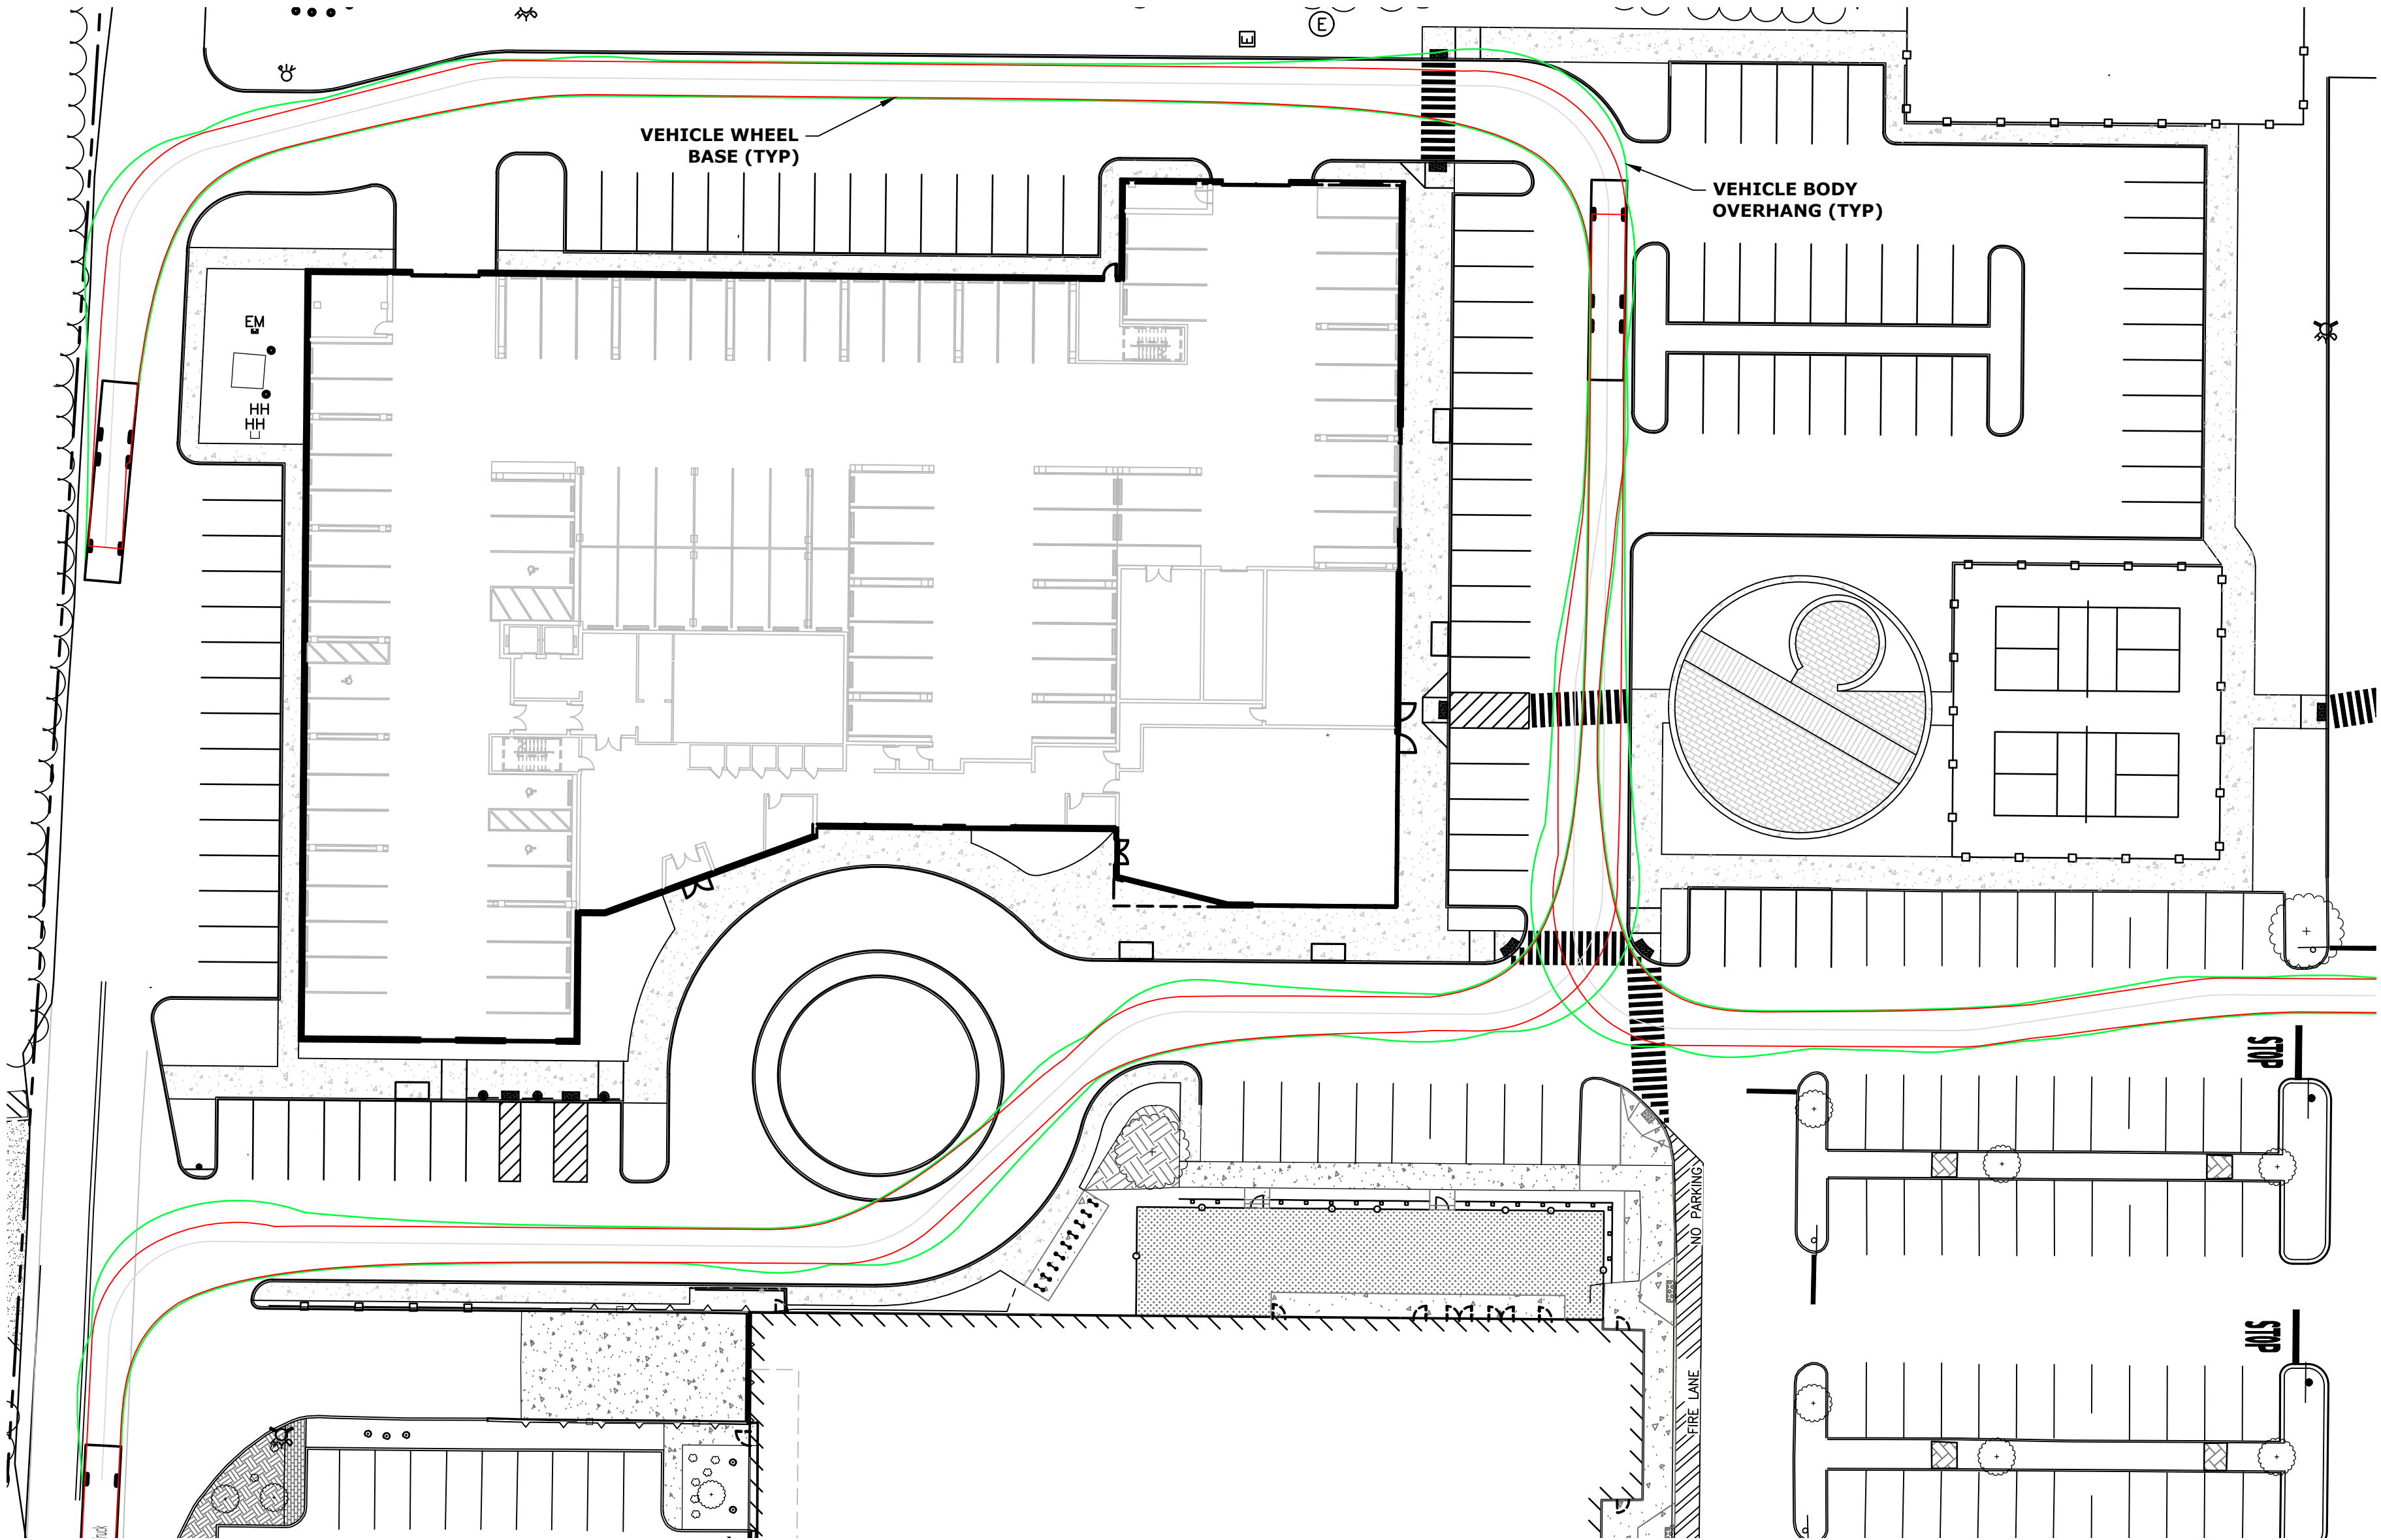 E
E
VEHICLE WHEEL
BASE (TYP)
VEHICLE BODY
OVERHANG (TYP)
EM
HH
HH
STOP
NO PARKING
STOP
FIRE LANE